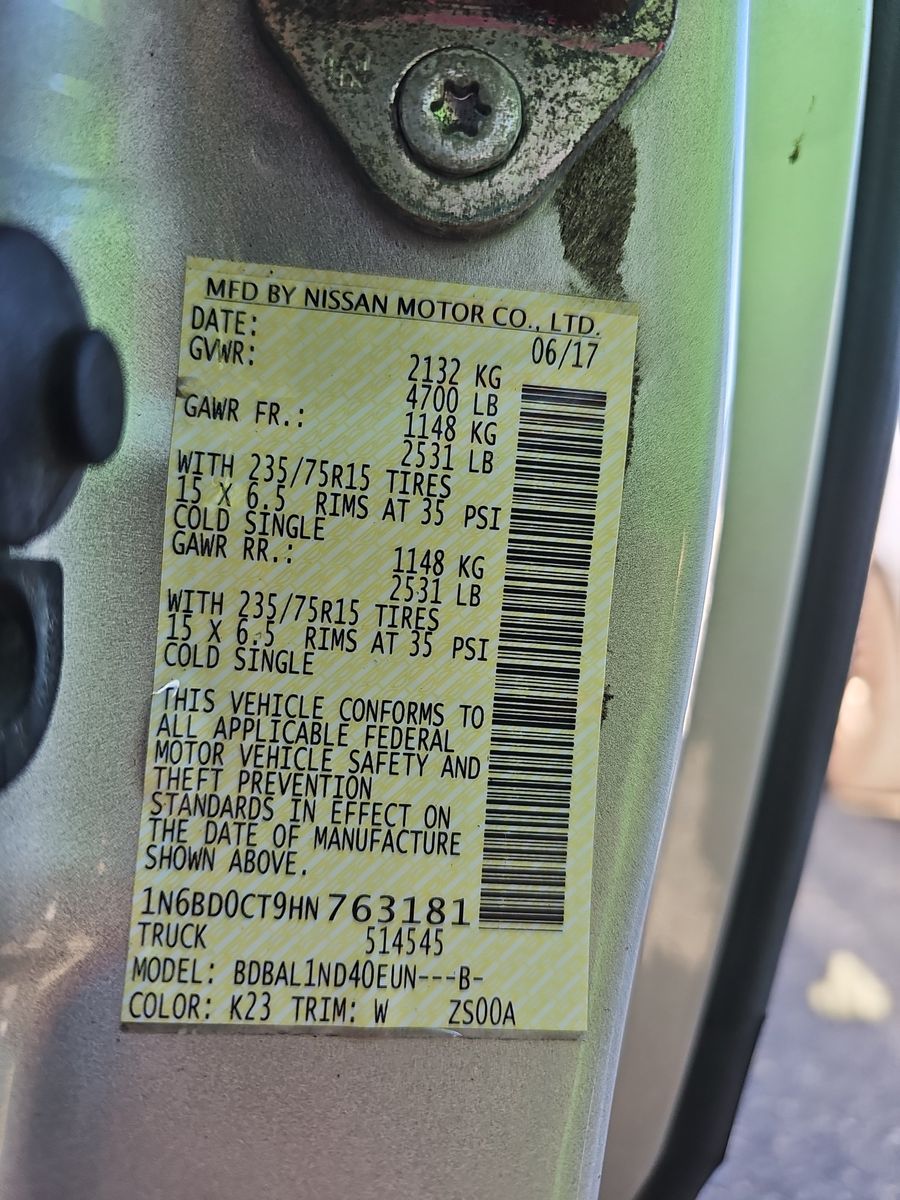 MFD BY NISSAN MOTOR CO., LTD.
DATE: 06/17
GVWR: 2132 KG
4700 LB
GAWR FR.: 1148 KG
2531 LB
WITH 235/75R15 TIRES
15 X 6.5 RIMS AT 35 PSI
COLD SINGLE
GAWR RR.: 1148 KG
2531 LB
WITH 235/75R15 TIRES
15 X 6.5 RIMS AT 35 PSI
COLD SINGLE
THIS VEHICLE CONFORMS TO
ALL APPLICABLE FEDERAL
MOTOR VEHICLE SAFETY AND
THEFT PREVENTION
STANDARDS IN EFFECT ON
THE DATE OF MANUFACTURE
SHOWN ABOVE.
1N6BD0CT9HN763181
TRUCK 514545
MODEL: BDBAL1ND40EUN---B-
COLOR: K23 TRIM: W ZS00A